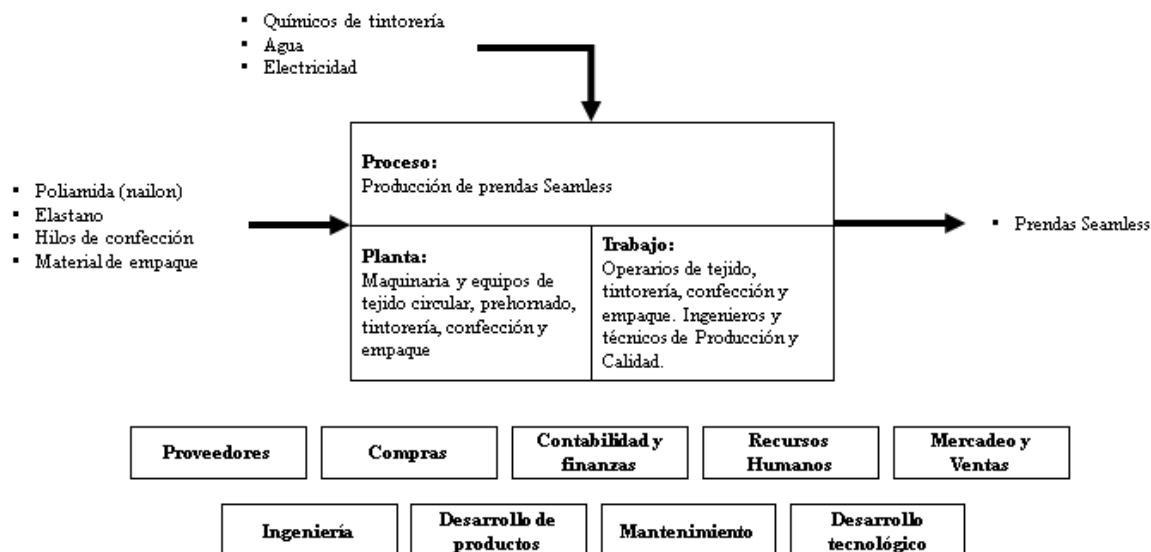 ▪ Químicos de tintorería
▪ Agua
▪ Electricidad
Proceso:
Producción de prendas Seamless
▪ Poliamida (nailon)
▪ Elastano
▪ Hilos de confección
▪ Material de empaque
▪ Prendas Seamless
Planta:
Maquinaria y equipos de
tejido circular, prehornado,
tintorería, confección y
empaque
Trabajo:
Operarios de tejido,
tintorería, confección y
empaque. Ingenieros y
técnicos de Producción y
Calidad.
Proveedores
Compras
Contabilidad y
finanzas
Recursos
Humanos
Mercadeo y
Ventas
Ingeniería
Desarrollo de
productos
Mantenimiento
Desarrollo
tecnológico